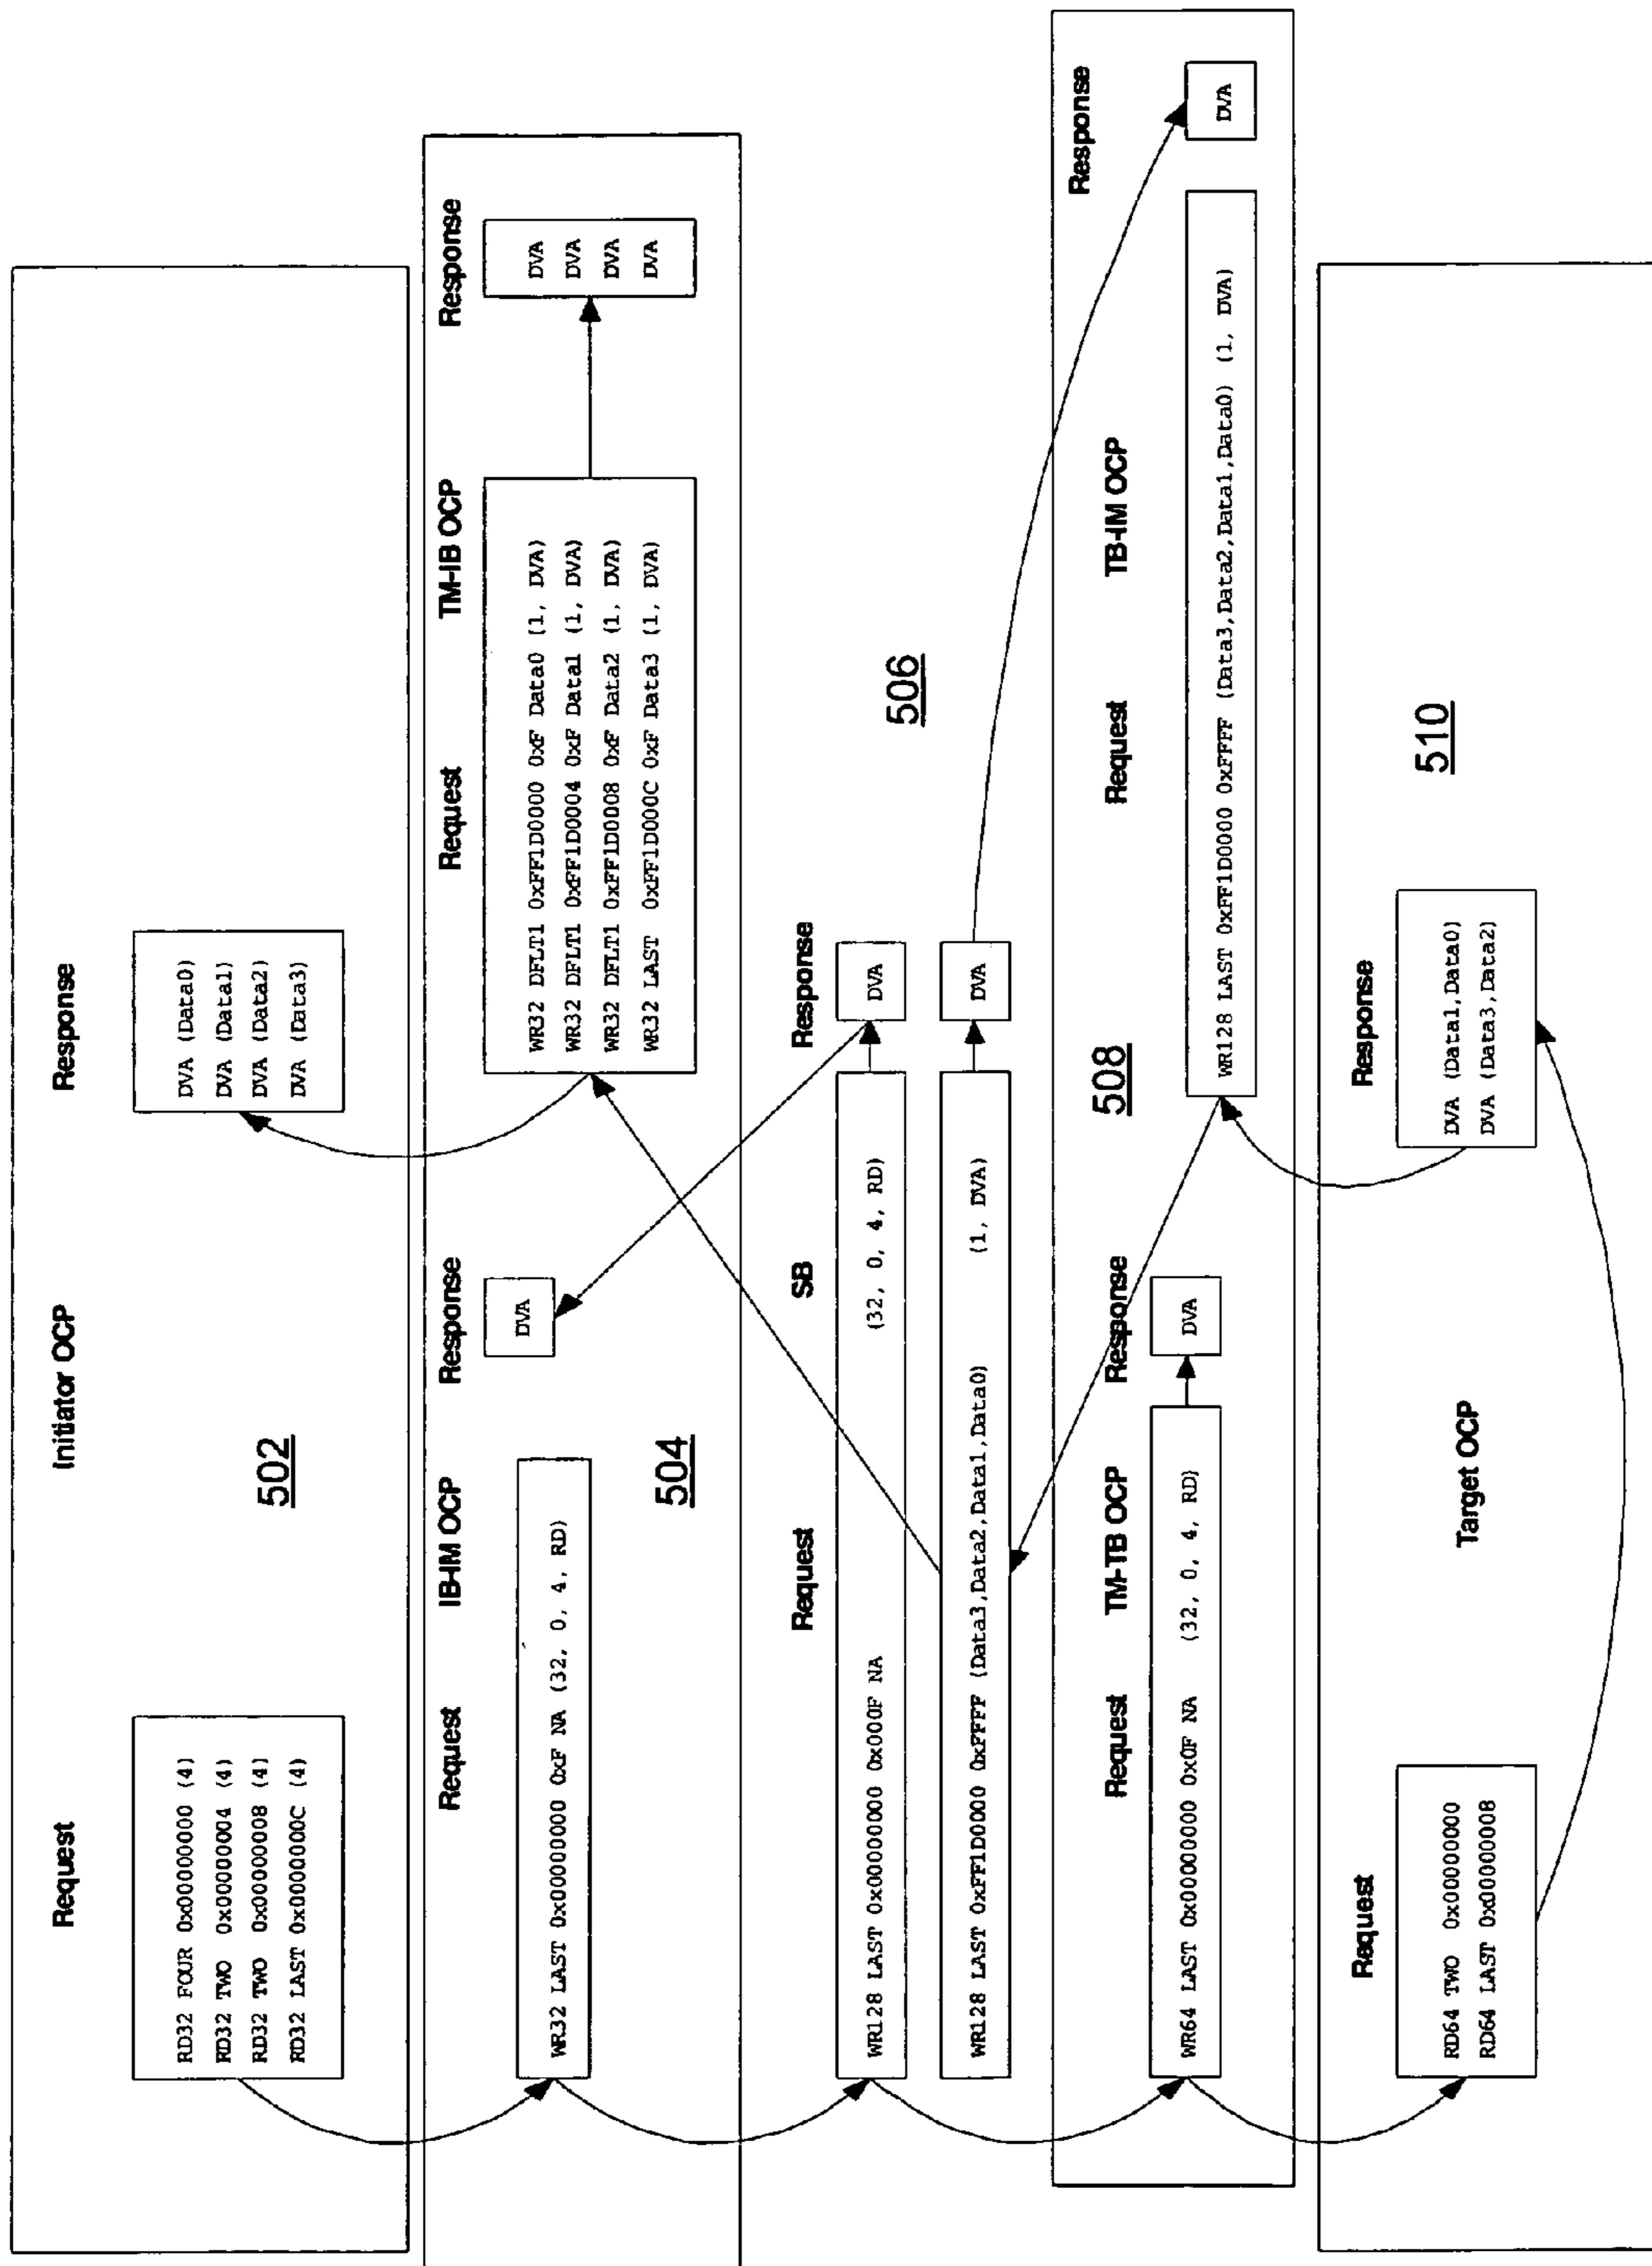 Initiator OCP
Request
Response
RD32 FOUR 0x00000000 (4)
RD32 TWO 0x00000004 (4)
RD32 TWO 0x00000008 (4)
RD32 LAST 0x0000000C (4)
DVA (Data0)
DVA (Data1)
DVA (Data2)
DVA (Data3)
502
Request
IB-IM OCP
Response
Request
TM-IB OCP
Response
WR32 LAST 0x00000000 0xF NA (32, 0, 4, RD)
DVA
WR32 DFLT1 0xFF1D0000 0xF Data0 (1, DVA)
WR32 DFLT1 0xFF1D0004 0xF Data1 (1, DVA)
WR32 DFLT1 0xFF1D0008 0xF Data2 (1, DVA)
WR32 LAST 0xFF1D000C 0xF Data3 (1, DVA)
DVA
DVA
DVA
DVA
504
Request
SB
Response
506
WR128 LAST 0x00000000 0x000F NA (32, 0, 4, RD)
DVA
WR128 LAST 0xFF1D0000 0xFFFF (Data3,Data2,Data1,Data0) (1, DVA)
DVA
Request
TM-TB OCP
Response
508
Request
TB-IM OCP
Response
WR64 LAST 0x00000000 0x0F NA (32, 0, 4, RD)
DVA
WR128 LAST 0xFF1D0000 0xFFFF (Data3,Data2,Data1,Data0) (1, DVA)
DVA
Request
Response
510
RD64 TWO 0x00000000
RD64 LAST 0x00000008
DVA (Data1,Data0)
DVA (Data3,Data2)
Target OCP